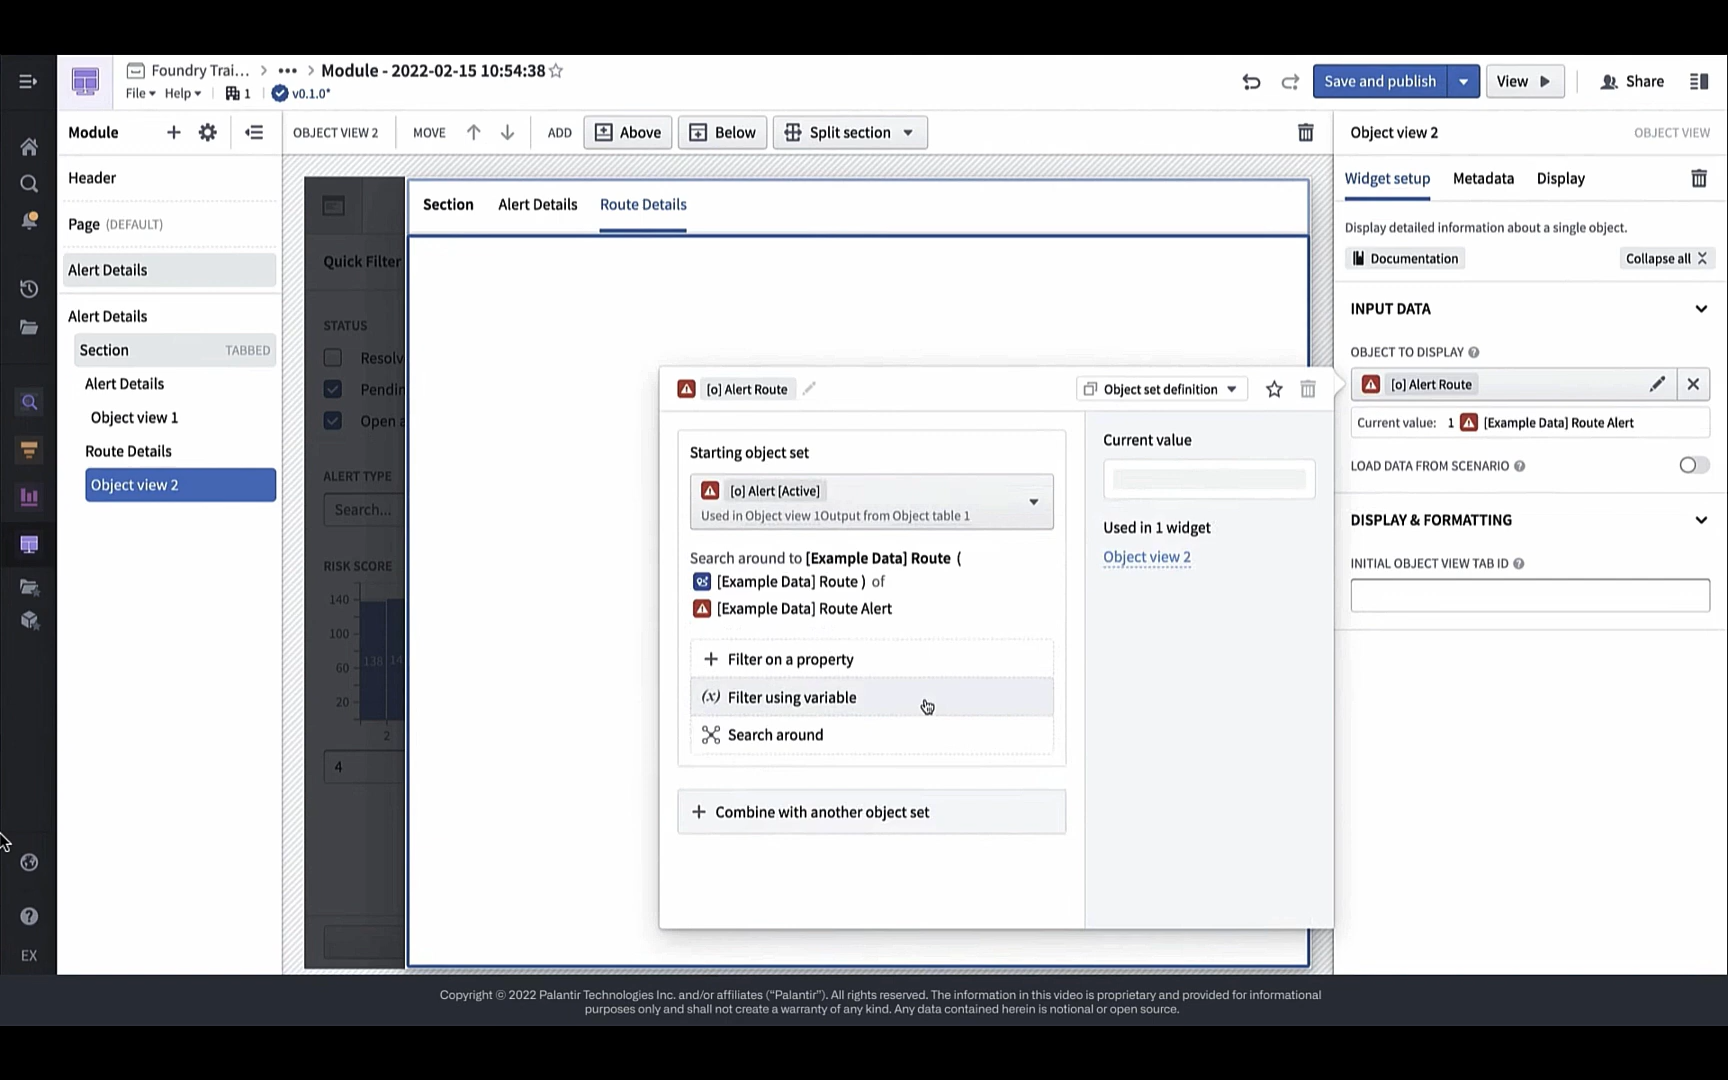 Foundry Trai... > ••• > Module - 2022-02-15 10:54:38
File Help 1 v0.1.0*
Save and publish
View
Share
Module
OBJECT VIEW 2
MOVE
ADD
Above
Below
Split section
Object view 2
OBJECT VIEW
Header
Page (DEFAULT)
Alert Details
Alert Details
Section TABBED
Alert Details
Object view 1
Route Details
Object view 2
Section
Alert Details
Route Details
Quick Filter
STATUS
Resolv
Pendin
Open a
ALERT TYPE
Search...
RISK SCORE
140
100
60
20
138 14
2
4
[o] Alert Route
Object set definition
Starting object set
[o] Alert [Active]
Used in Object view 1Output from Object table 1
Search around to [Example Data] Route (
[Example Data] Route ) of
[Example Data] Route Alert
+ Filter on a property
(x) Filter using variable
Search around
+ Combine with another object set
Current value
Used in 1 widget
Object view 2
Widget setup
Metadata
Display
Display detailed information about a single object.
Documentation
Collapse all
INPUT DATA
OBJECT TO DISPLAY
[o] Alert Route
Current value: 1 [Example Data] Route Alert
LOAD DATA FROM SCENARIO
DISPLAY & FORMATTING
INITIAL OBJECT VIEW TAB ID
EX
Copyright © 2022 Palantir Technologies Inc. and/or affiliates (“Palantir”). All rights reserved. The information in this video is proprietary and provided for informational
purposes only and shall not create a warranty of any kind. Any data contained herein is notional or open source.